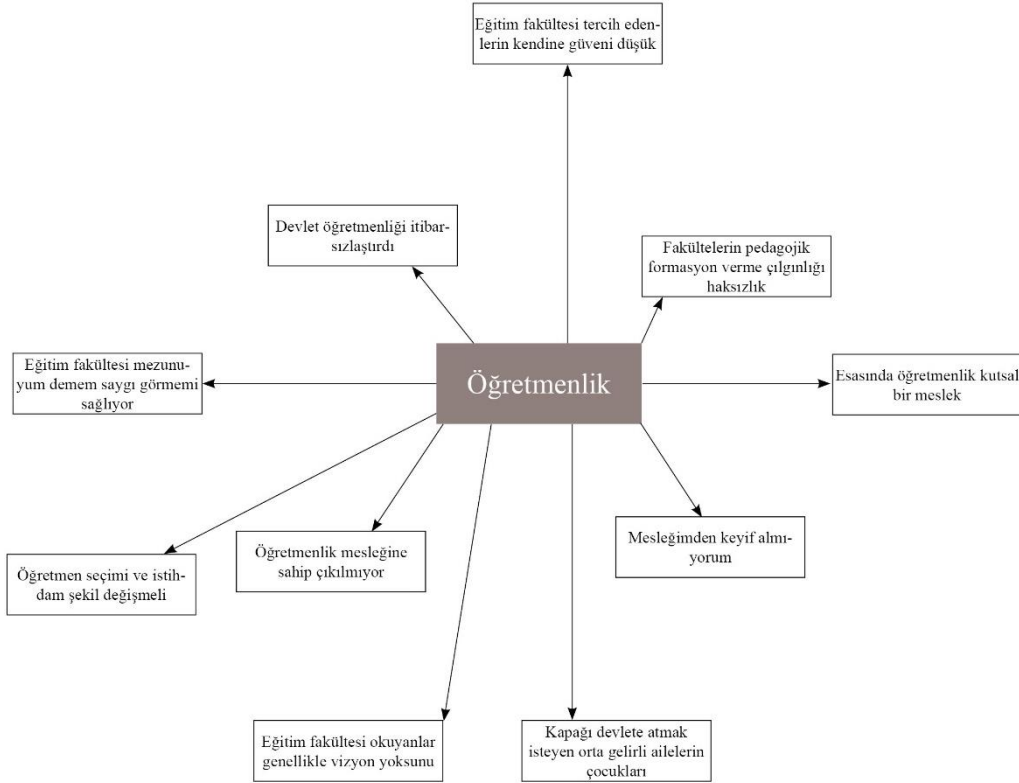 Eğitim fakültesi tercih eden-
lerin kendine güveni düşük
Devlet öğretmenliği itibar-
sızlaştırdı
Fakültelerin pedagojik
formasyon verme çılgınlığı
haksızlık
Eğitim fakültesi mezunu-
yum demem saygı görmemi
sağlıyor
Öğretmenlik
Esasında öğretmenlik kutsal
bir meslek
Öğretmen seçimi ve istih-
dam şekil değişmeli
Öğretmenlik mesleğine
sahip çıkılmıyor
Mesleğimden keyif almı-
yorum
Eğitim fakültesi okuyanlar
genellikle vizyon yoksunu
Kapağı devlete atmak
isteyen orta gelirli ailelerin
çocukları